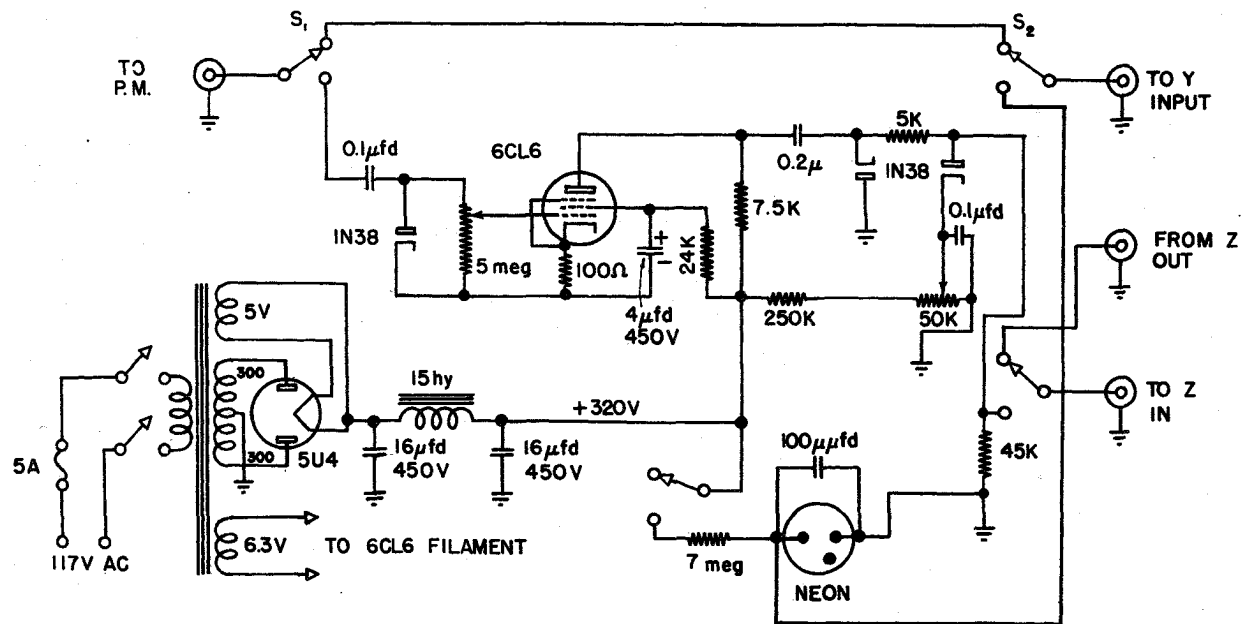 S₁
S₂
TO
P.M.
TO Y
INPUT
0.1μfd
6CL6
0.2μ
5K
1N38
1N38
5 meg
100Ω
4μfd
450V
24K
7.5K
0.1μfd
250K
50K
FROM Z
OUT
TO Z
IN
5V
300
300
5U4
15hy
+320V
16μfd
450V
16μfd
450V
5A
117V AC
6.3V
TO 6CL6 FILAMENT
100μμfd
45K
7 meg
NEON